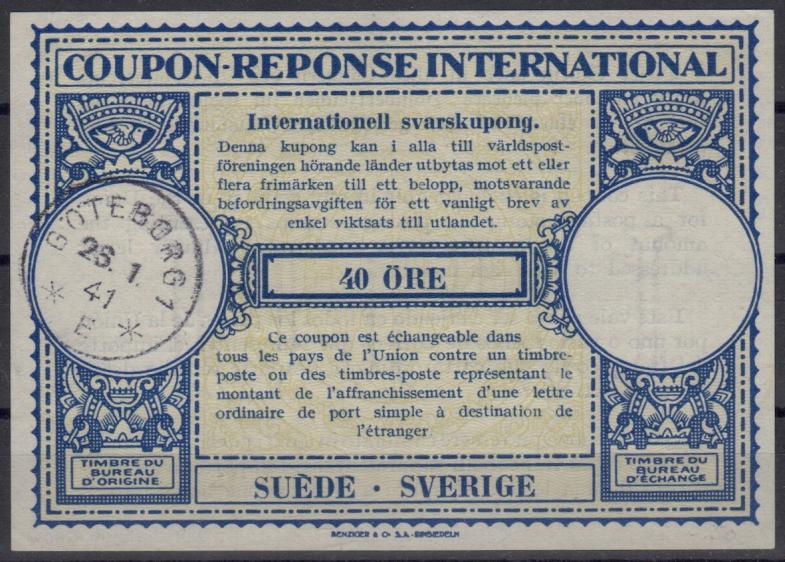 COUPON-REPONSE INTERNATIONAL
Internationell svarskupong.
Denna kupong kan i alla till världspost-
föreningen hörande länder utbytas mot ett eller
flera frimärken till ett belopp, motsvarande
befordringsavgiften för ett vanligt brev av
enkel viktsats till utlandet.
GÖTEBORG 1
26. 1.
41
E
40 ÖRE
Ce coupon est échangeable dans
tous les pays de l'Union contre un timbre-
poste ou des timbres-poste représentant le
montant de l'affranchissement d'une lettre
ordinaire de port simple à destination de
l'étranger
TIMBRE DU
BUREAU
D'ORIGINE
TIMBRE DU
BUREAU
D'ÉCHANGE
SUÈDE · SVERIGE
BENZIGER & Co S.A. EINSIEDELN